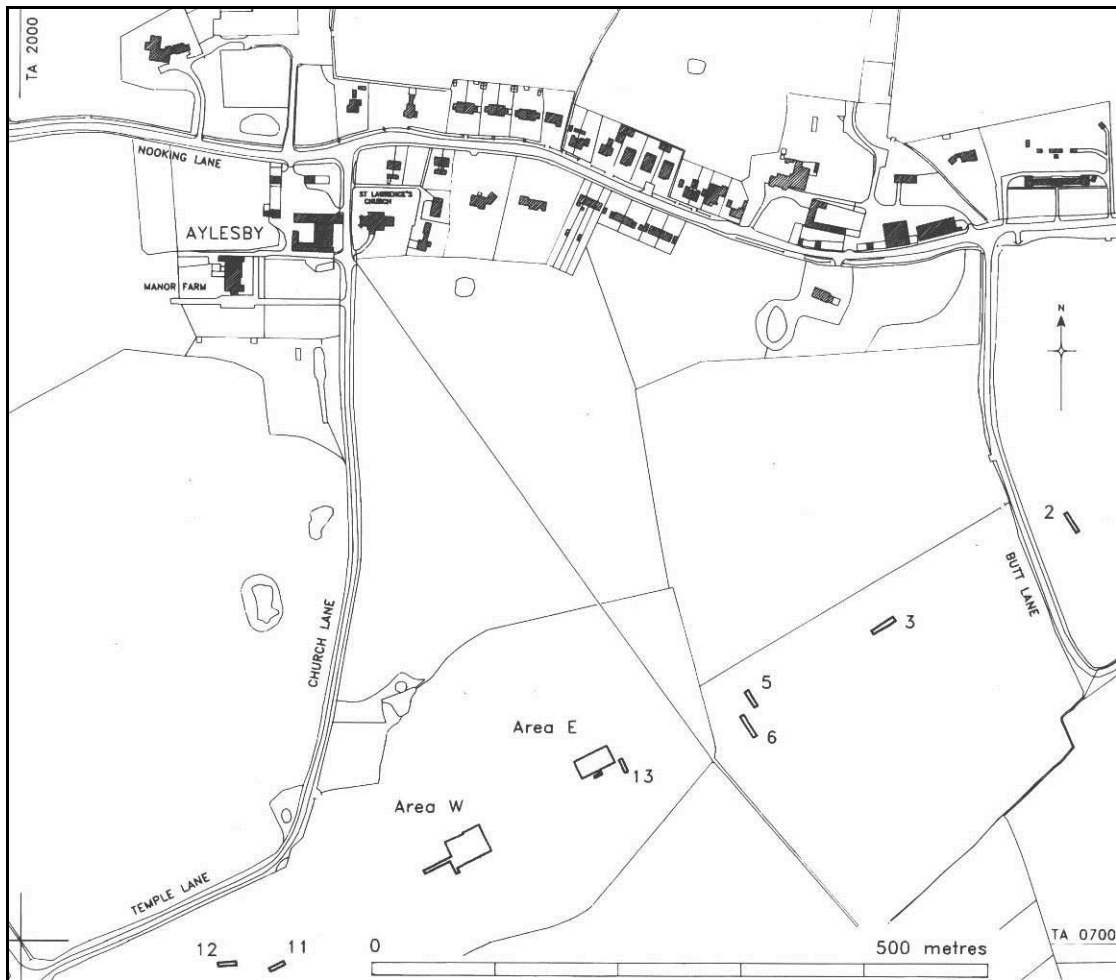 TA 2000
NOOKING LANE
ST LAWRENCE'S
CHURCH
AYLESBY
MANOR FARM
N
2
BUTT LANE
CHURCH LANE
3
5
6
Area E
13
Area W
TEMPLE LANE
12
11
0
500 metres
TA 0700